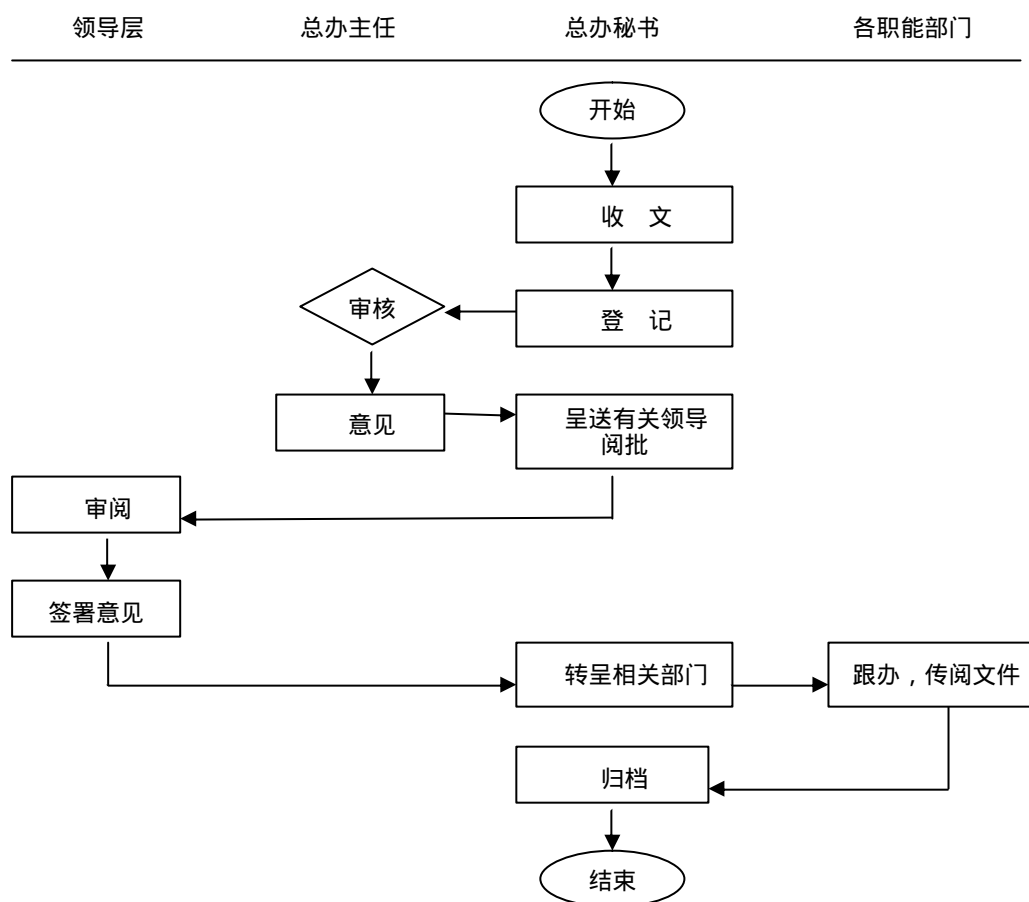 领导层 总办主任 总办秘书 各职能部门
开始
收 文
审核
登 记
意见
呈送有关领导
阅批
审阅
签署意见
转呈相关部门
跟办，传阅文件
归档
结束